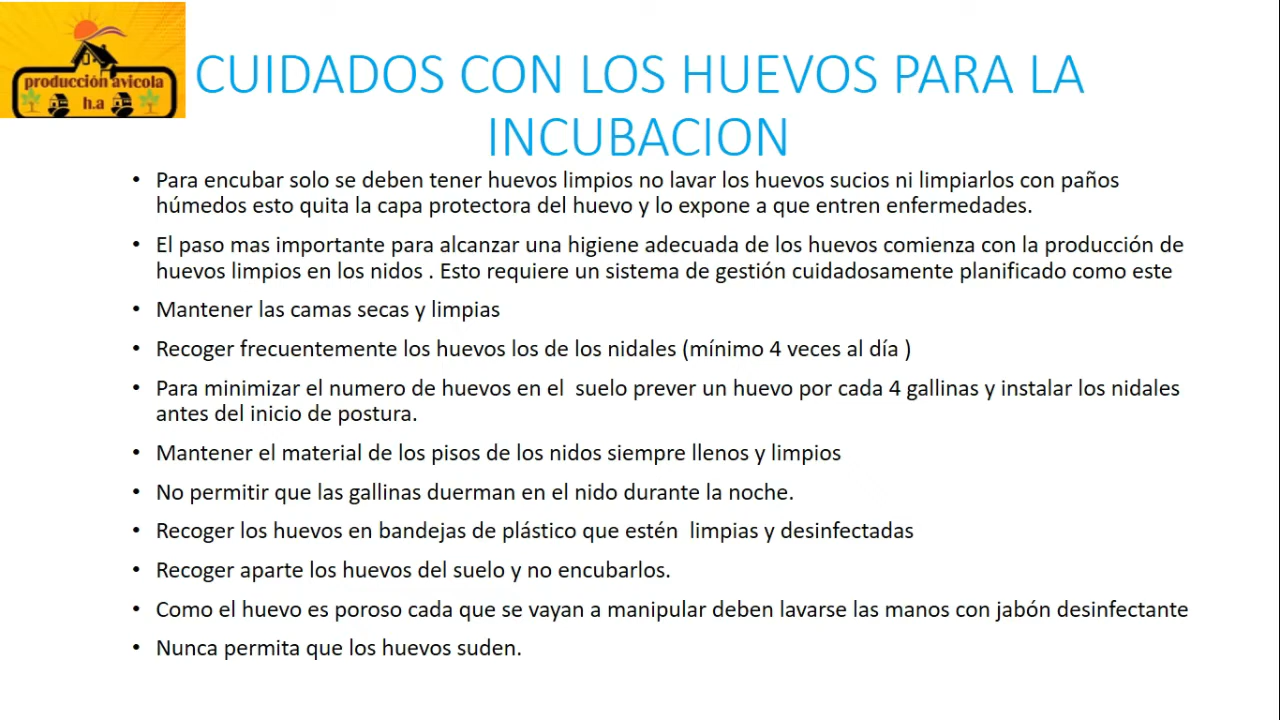 producción avicola
h.a
CUIDADOS CON LOS HUEVOS PARA LA
INCUBACION
• Para encubar solo se deben tener huevos limpios no lavar los huevos sucios ni limpiarlos con paños
húmedos esto quita la capa protectora del huevo y lo expone a que entren enfermedades.
• El paso mas importante para alcanzar una higiene adecuada de los huevos comienza con la producción de
huevos limpios en los nidos . Esto requiere un sistema de gestión cuidadosamente planificado como este
• Mantener las camas secas y limpias
• Recoger frecuentemente los huevos los de los nidales (mínimo 4 veces al día )
• Para minimizar el numero de huevos en el  suelo prever un huevo por cada 4 gallinas y instalar los nidales
antes del inicio de postura.
• Mantener el material de los pisos de los nidos siempre llenos y limpios
• No permitir que las gallinas duerman en el nido durante la noche.
• Recoger los huevos en bandejas de plástico que estén  limpias y desinfectadas
• Recoger aparte los huevos del suelo y no encubarlos.
• Como el huevo es poroso cada que se vayan a manipular deben lavarse las manos con jabón desinfectante
• Nunca permita que los huevos suden.